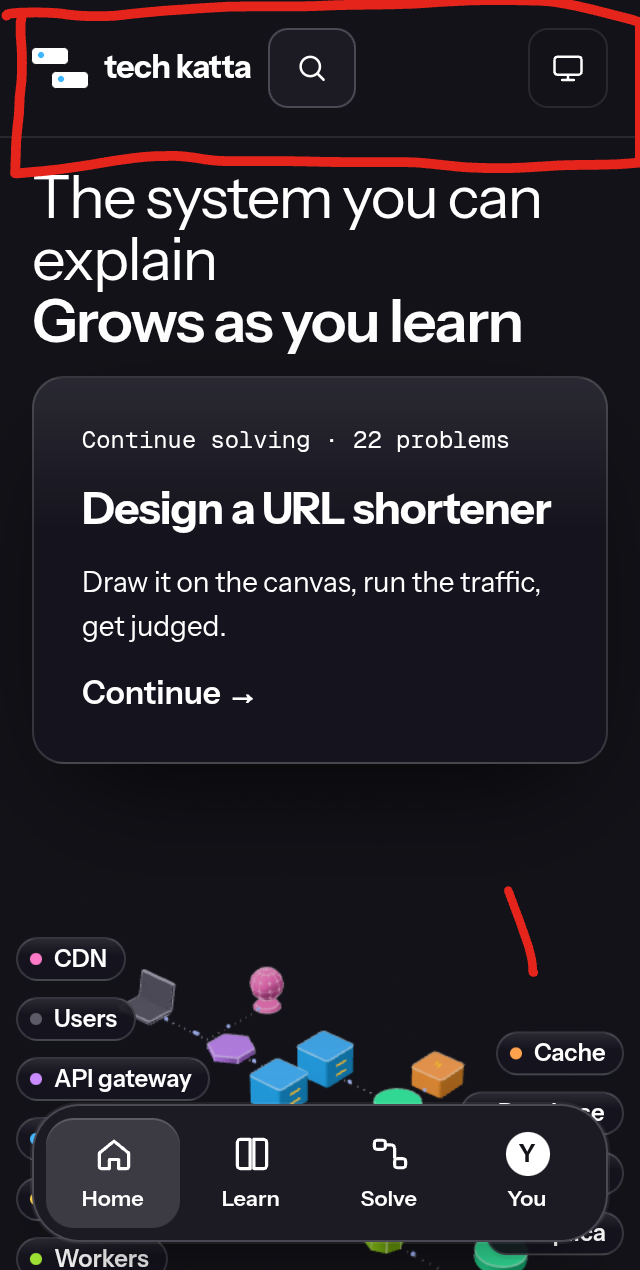 tech katta
The system you can
explain
Grows as you learn
Continue solving · 22 problems
Design a URL shortener
Draw it on the canvas, run the traffic,
get judged.
Continue →
CDN
Users
Cache
API gateway
Y
Home
Learn
Solve
You
Workers